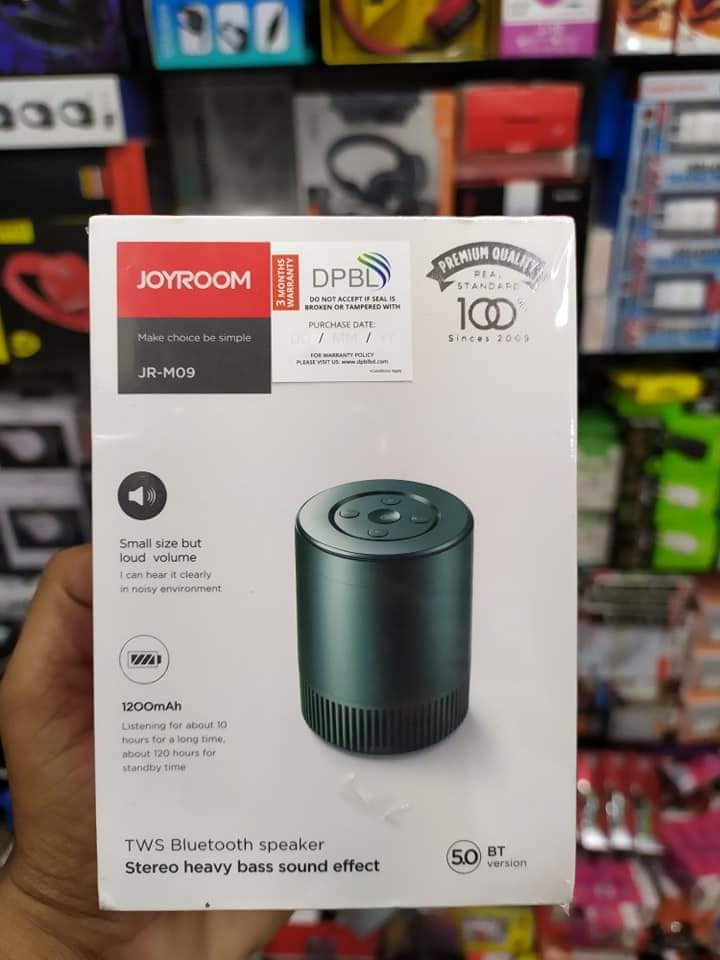 JOYROOM
Make choice be simple
JR-M09
3 MONTHS
WARRANTY
DPBL
DO NOT ACCEPT IF SEAL IS
BROKEN OR TAMPERED WITH
PURCHASE DATE:
DD / MM / YY
FOR WARRANTY POLICY
PLEASE VISIT US: www.dpblbd.com
*Conditions Apply
PREMIUM QUALITY
REAL
STANDARD
100%
Sinces 2009
Small size but
loud volume
I can hear it clearly
in noisy environment
1200mAh
Listening for about 10
hours for a long time,
about 120 hours for
standby time
TWS Bluetooth speaker
Stereo heavy bass sound effect
5.0 BT
version